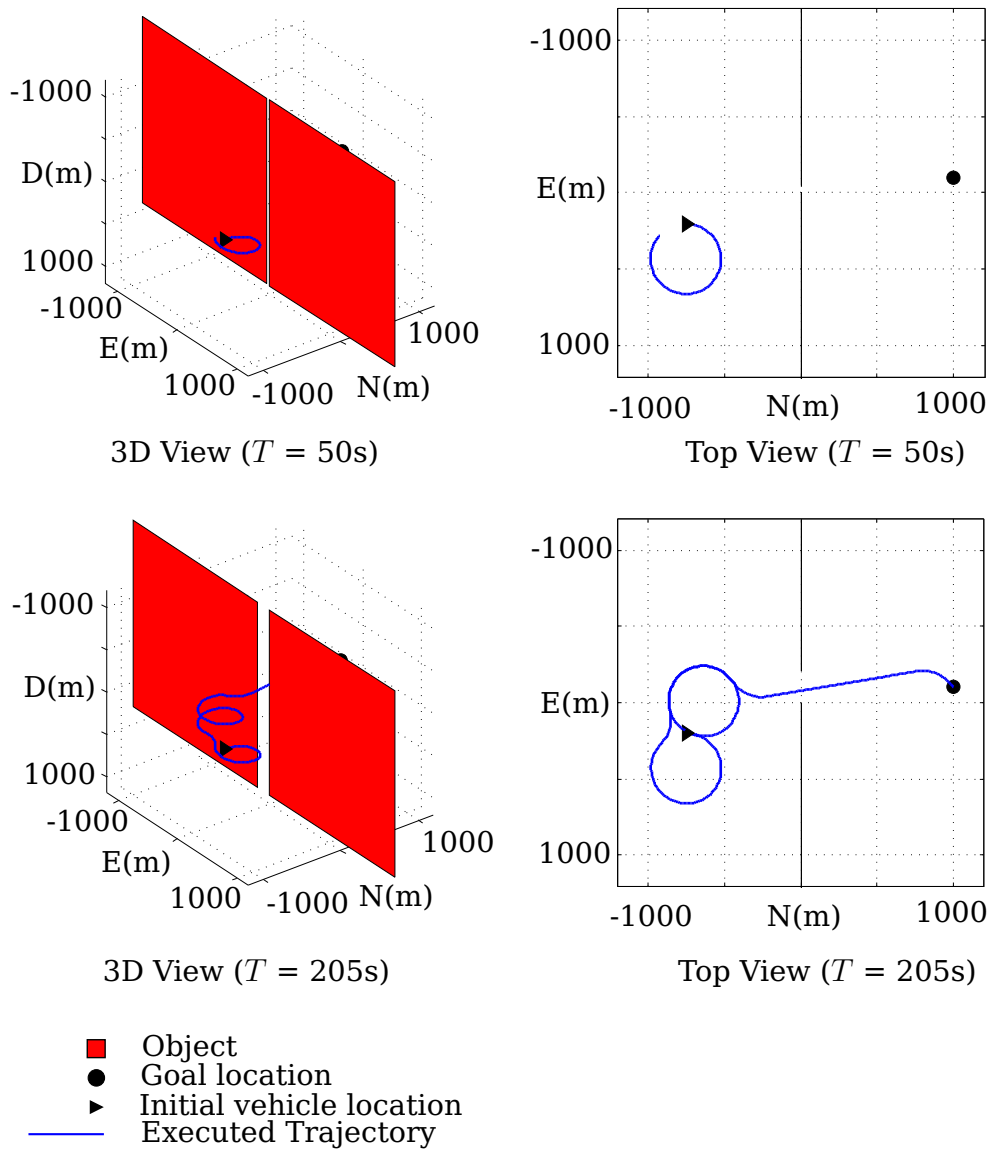 -1000
D(m)
1000
-1000
E(m)
1000
-1000
N(m)
1000
3D View (T = 50s)
-1000
E(m)
1000
-1000
N(m)
1000
Top View (T = 50s)
-1000
D(m)
1000
-1000
E(m)
1000
-1000
N(m)
1000
3D View (T = 205s)
-1000
E(m)
1000
-1000
N(m)
1000
Top View (T = 205s)
Object
Goal location
Initial vehicle location
Executed Trajectory